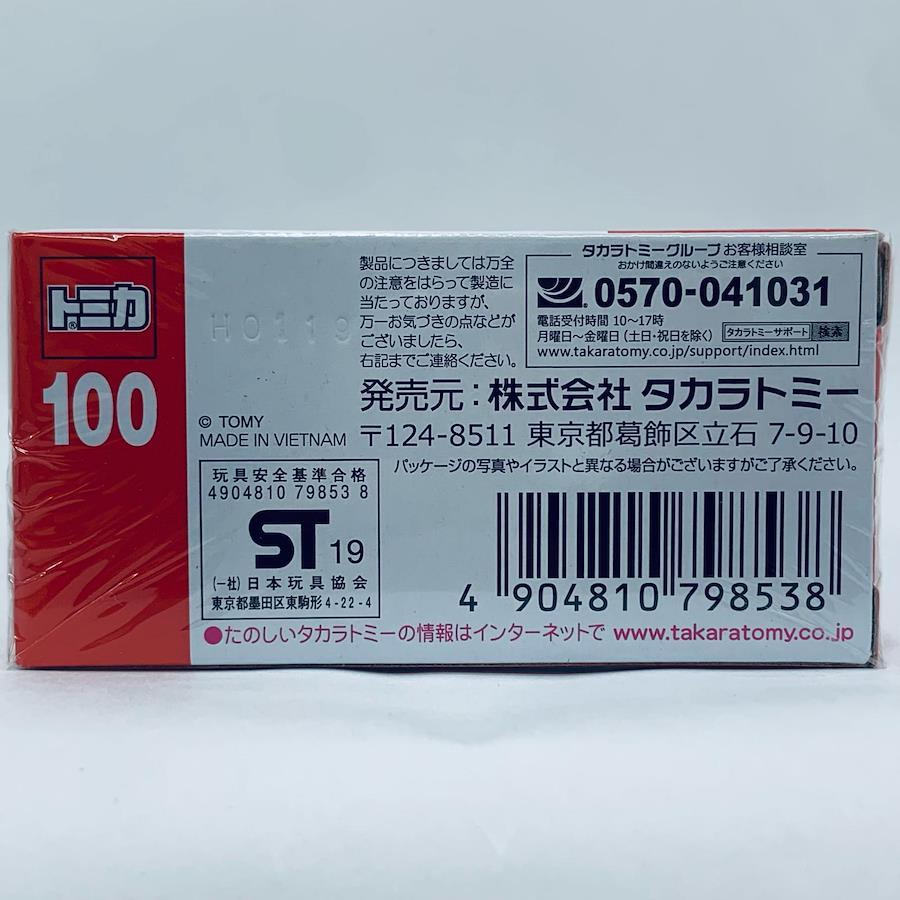 トミカ
®
100
H0119
© TOMY
MADE IN VIETNAM
玩具安全基準合格
4904810 79853 8
ST 19
(一社)日本玩具協会
東京都墨田区東駒形4-22-4
製品につきましては万全
の注意をはらって製造に
当たっておりますが、
万一お気づきの点などが
ございましたら、
右記までご連絡ください。
タカラトミーグループ お客様相談室
おかけ間違えのないようご注意ください
0570-041031
電話受付時間 10〜17時
月曜日〜金曜日(土日・祝日を除く) タカラトミーサポート 検索
www.takaratomy.co.jp/support/index.html
発売元:株式会社 タカラトミー
〒124-8511 東京都葛飾区立石 7-9-10
パッケージの写真やイラストと異なる場合がございますがご了承ください。
4 904810 798538
●たのしいタカラトミーの情報はインターネットで www.takaratomy.co.jp